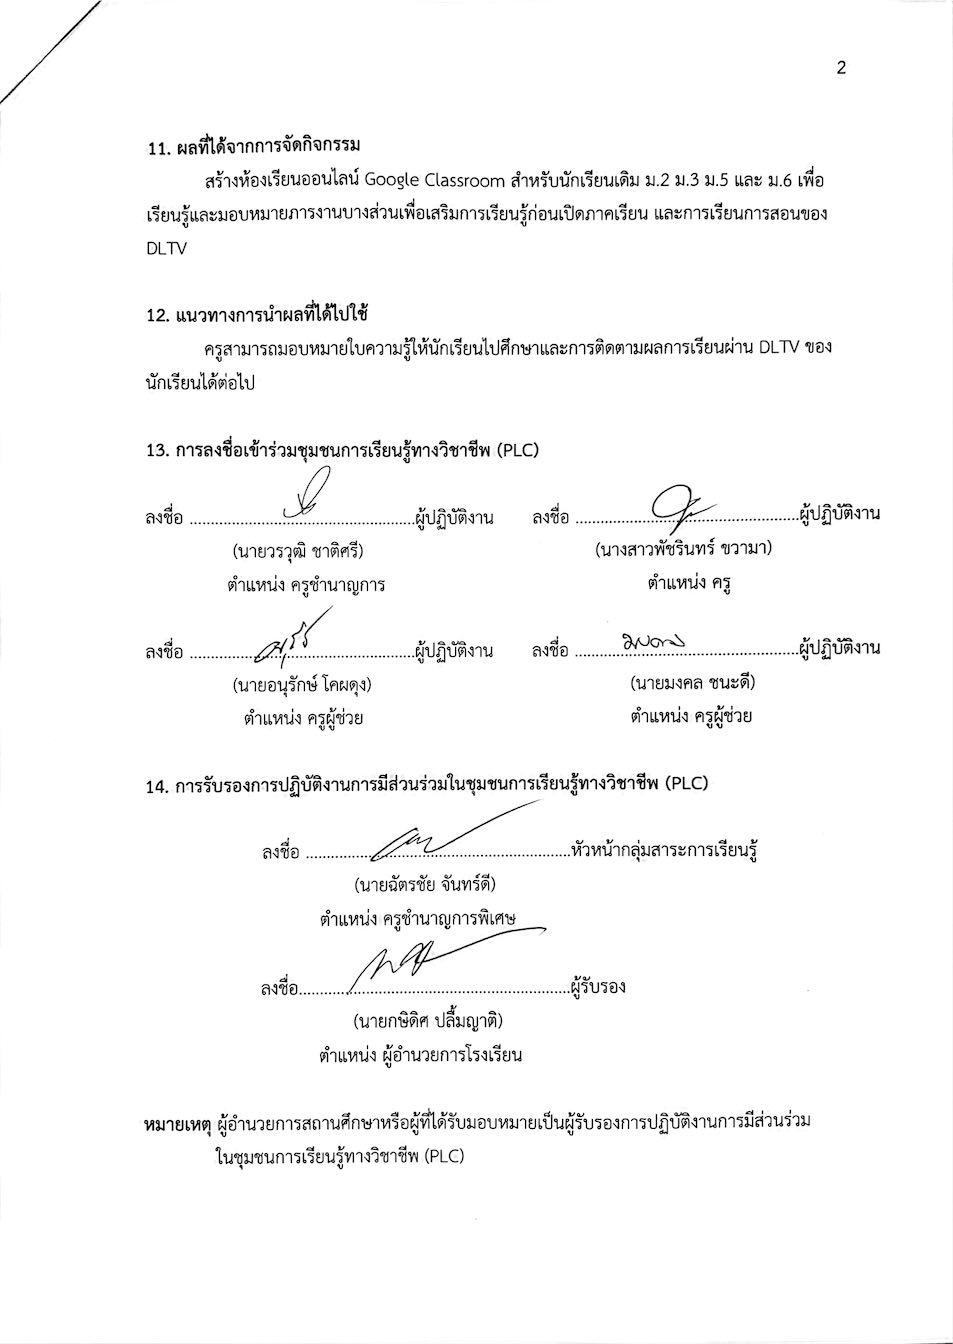 2
11. ผลที่ได้จากการจัดกิจกรรม
สร้างห้องเรียนออนไลน์ Google Classroom สำหรับนักเรียนเดิม ม.2 ม.3 ม.5 และ ม.6 เพื่อ
เรียนรู้และมอบหมายภารงานบางส่วนเพื่อเสริมการเรียนรู้ก่อนเปิดภาคเรียน และการเรียนการสอนของ
DLTV
12. แนวทางการนำผลที่ได้ไปใช้
ครูสามารถมอบหมายใบความรู้ให้นักเรียนไปศึกษาและการติดตามผลการเรียนผ่าน DLTV ของ
นักเรียนได้ต่อไป
13. การลงชื่อเข้าร่วมชุมชนการเรียนรู้ทางวิชาชีพ (PLC)
ลงชื่อ ..........................................ผู้ปฏิบัติงาน ลงชื่อ ..........................................ผู้ปฏิบัติงาน
(นายวรวุฒิ ชาติศรี) (นางสาวพัชรินทร์ ขวามา)
ตำแหน่ง ครูชำนาญการ ตำแหน่ง ครู
ลงชื่อ ..........................................ผู้ปฏิบัติงาน ลงชื่อ ..........................................ผู้ปฏิบัติงาน
(นายอนุรักษ์ โคผดุง) (นายมงคล ชนะดี)
ตำแหน่ง ครูผู้ช่วย ตำแหน่ง ครูผู้ช่วย
14. การรับรองการปฏิบัติงานการมีส่วนร่วมในชุมชนการเรียนรู้ทางวิชาชีพ (PLC)
ลงชื่อ ..................................................หัวหน้ากลุ่มสาระการเรียนรู้
(นายฉัตรชัย จันทร์ดี)
ตำแหน่ง ครูชำนาญการพิเศษ
ลงชื่อ...................................................ผู้รับรอง
(นายกษิดิศ ปลื้มญาติ)
ตำแหน่ง ผู้อำนวยการโรงเรียน
หมายเหตุ ผู้อำนวยการสถานศึกษาหรือผู้ที่ได้รับมอบหมายเป็นผู้รับรองการปฏิบัติงานการมีส่วนร่วม
ในชุมชนการเรียนรู้ทางวิชาชีพ (PLC)